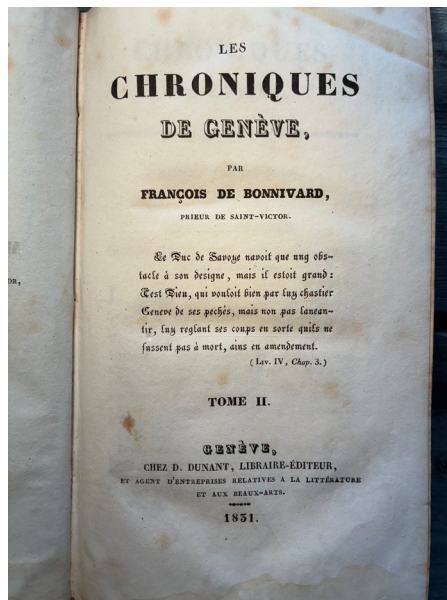 LES
CHRONIQUES
DE GENÈVE,
PAR
FRANÇOIS DE BONNIVARD,
PRIEUR DE SAINT-VICTOR.
Le Duc de Savoye navoit que ung obs-
tacle à son designe, mais il estoit grand:
Cest Dieu, qui vouloit bien par luy chastier
Geneve de ses pechés, mais non pas lanean-
tir, luy reglant ses coups en sorte quils ne
fussent pas à mort, ains en amendement.
(LIV. IV, Chap. 3.)
TOME II.
GENÈVE,
CHEZ D. DUNANT, LIBRAIRE-ÉDITEUR,
ET AGENT D'ENTREPRISES RELATIVES A LA LITTÉRATURE
ET AUX BEAUX-ARTS.
1831.